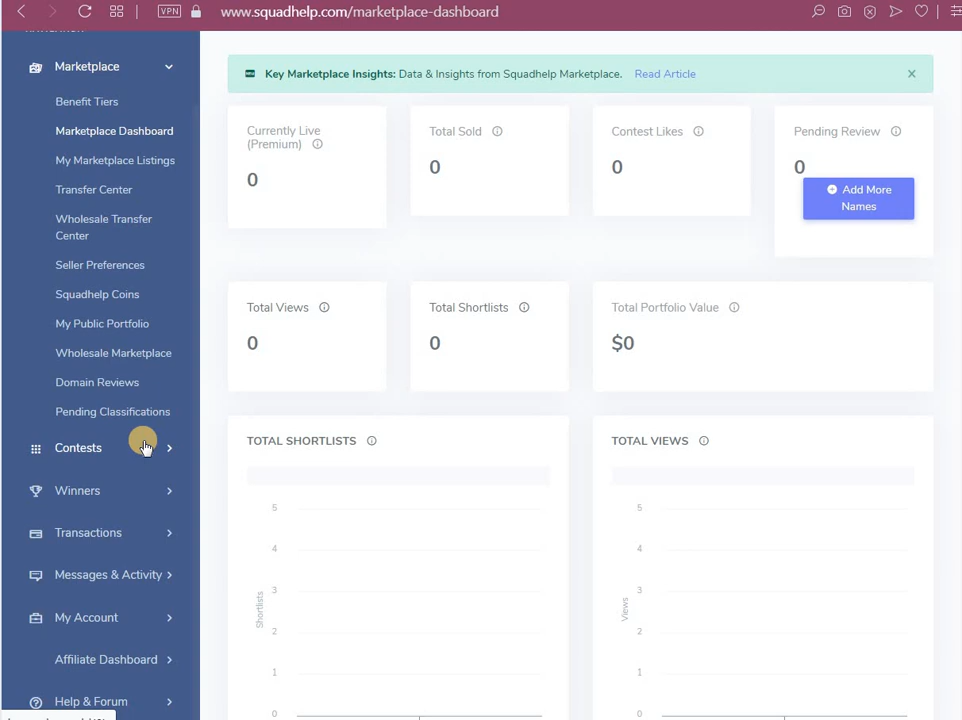 VPN
www.squadhelp.com/marketplace-dashboard
Marketplace
Benefit Tiers
Marketplace Dashboard
My Marketplace Listings
Transfer Center
Wholesale Transfer
Center
Seller Preferences
Squadhelp Coins
My Public Portfolio
Wholesale Marketplace
Domain Reviews
Pending Classifications
Contests
Winners
Transactions
Messages & Activity
My Account
Affiliate Dashboard
Help & Forum
Key Marketplace Insights: Data & Insights from Squadhelp Marketplace. Read Article
Currently Live
(Premium)
0
Total Sold
0
Contest Likes
0
Pending Review
0
Add More
Names
Total Views
0
Total Shortlists
0
Total Portfolio Value
$0
TOTAL SHORTLISTS
5
4
3
2
1
0
Shortlists
TOTAL VIEWS
5
4
3
2
1
0
Views